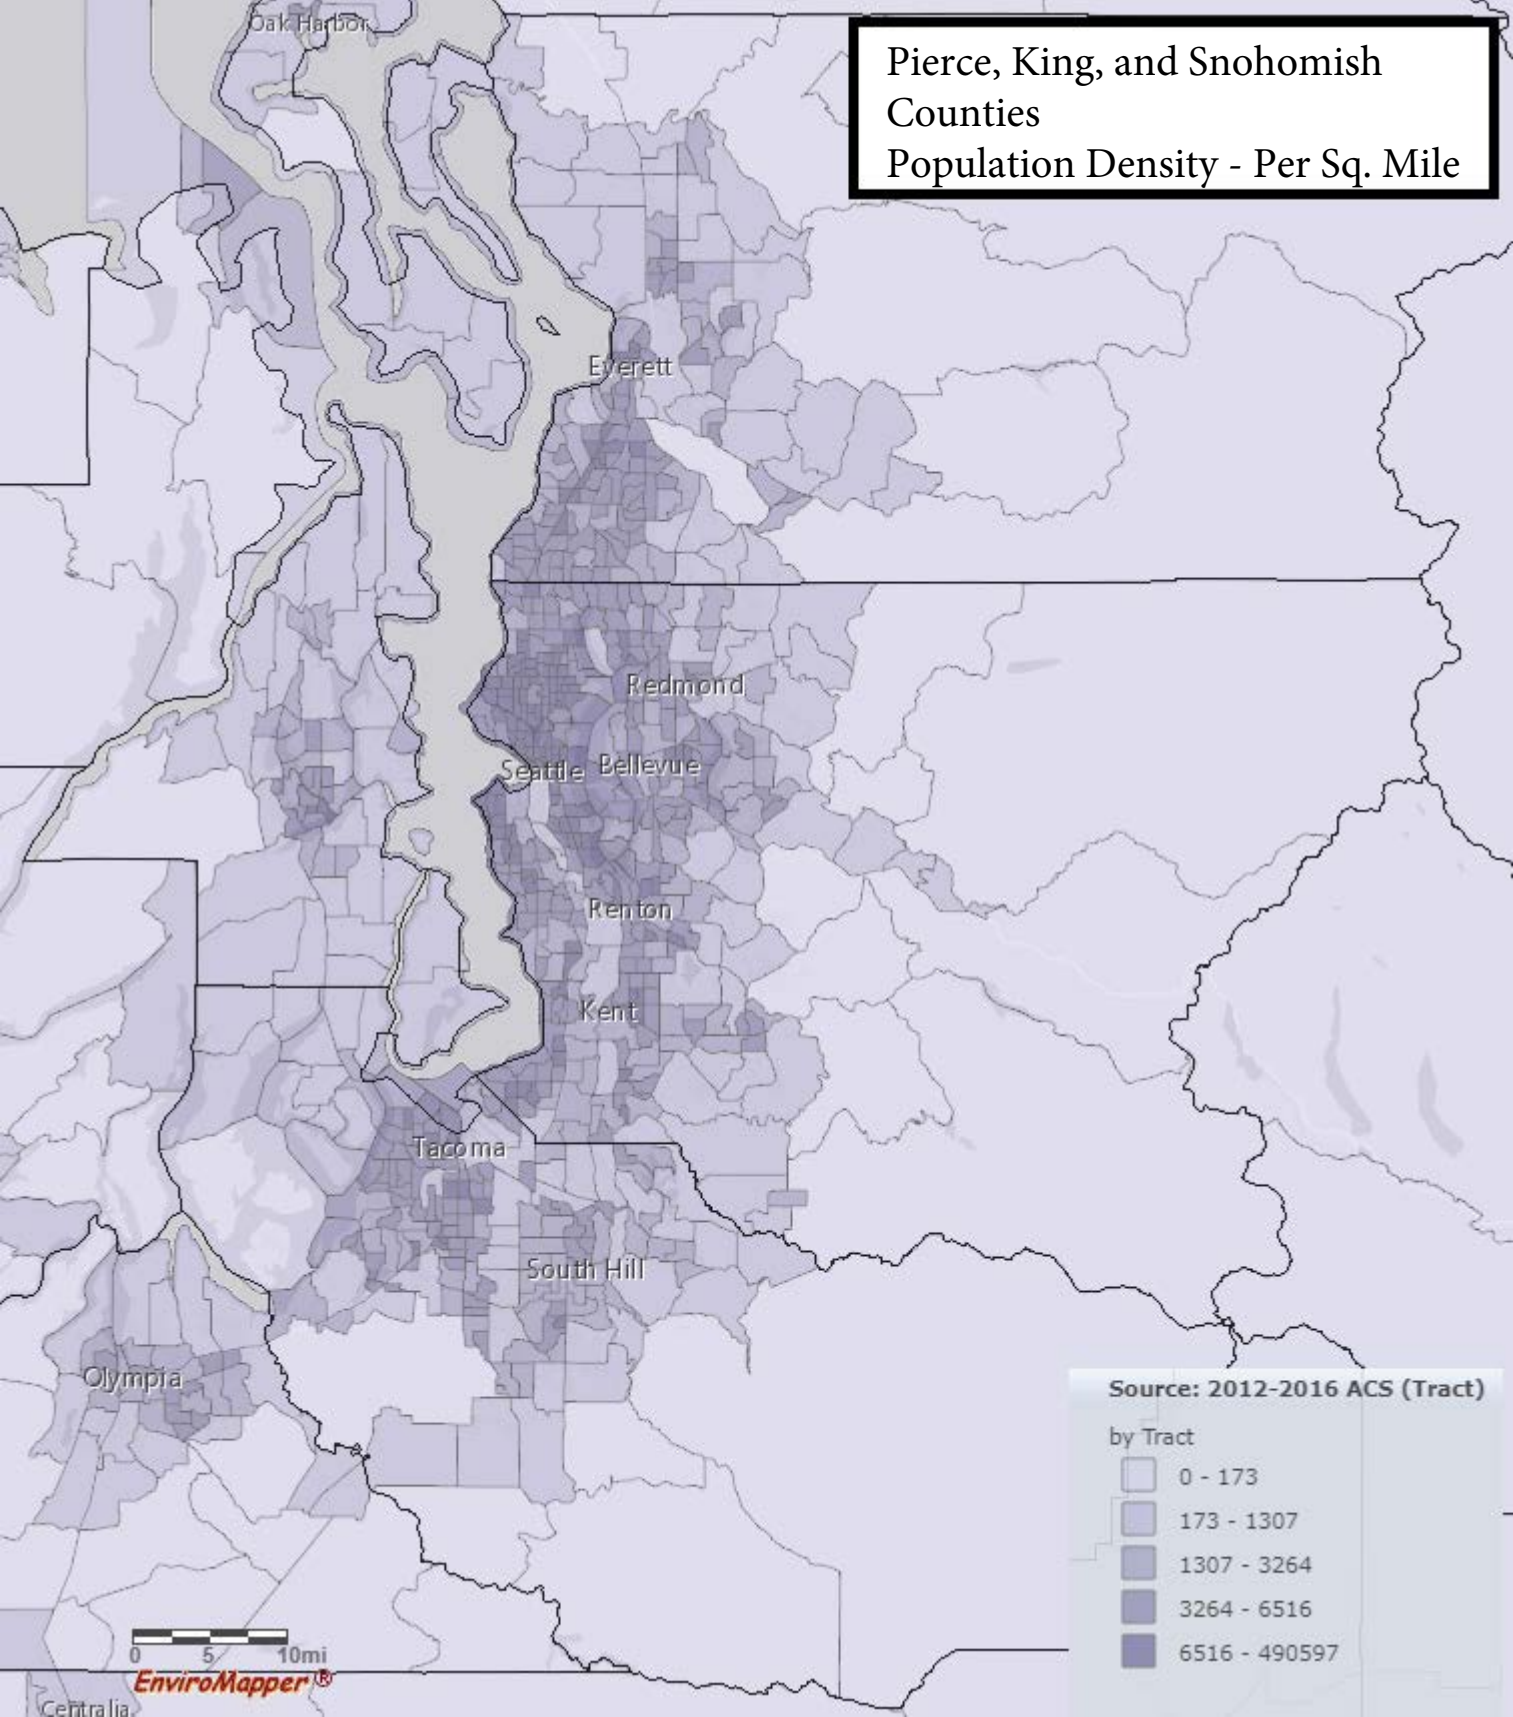 Oak Harbor
Pierce, King, and Snohomish
Counties
Population Density - Per Sq. Mile
Everett
Redmond
Seattle
Bellevue
Renton
Kent
Tacoma
South Hill
Olympia
Source: 2012-2016 ACS (Tract)
by Tract
0 - 173
173 - 1307
1307 - 3264
3264 - 6516
6516 - 490597
0 5 10mi
EnviroMapper ®
Centralia